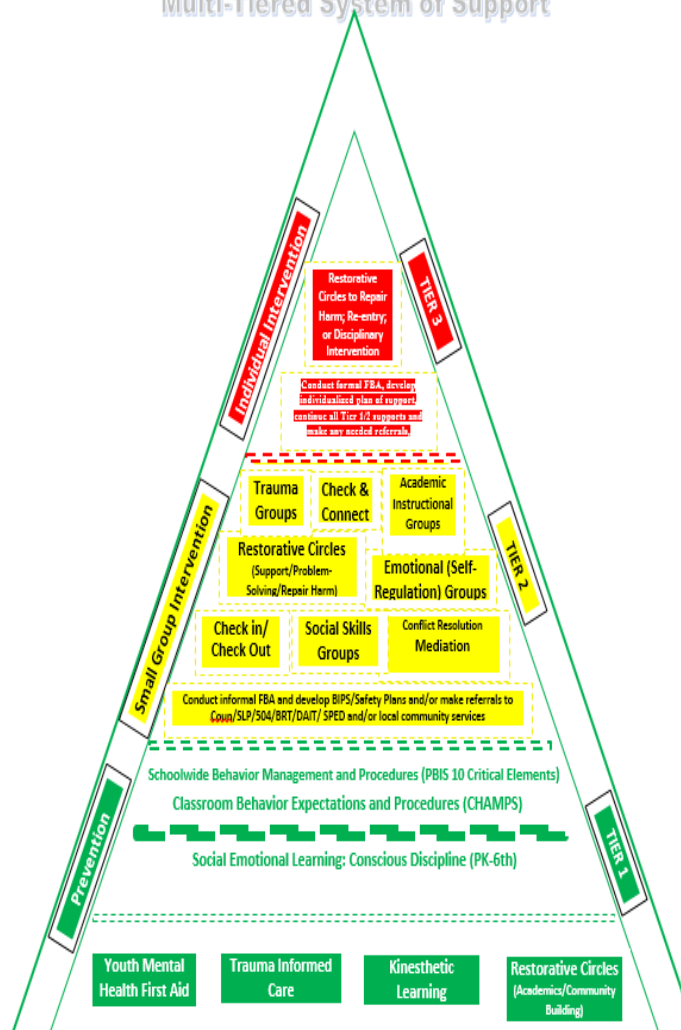 Multi-Tiered System of Support
Individual Intervention
TIER 3
Restorative
Circles to Repair
Harm; Re-entry;
or Disciplinary
Intervention
Conduct formal FBA, develop
individualized plan of support,
continue all Tier 1/2 supports and
make any needed referrals.
Small Group Intervention
TIER 2
Trauma
Groups
Check &
Connect
Academic
Instructional
Groups
Restorative Circles
(Support/Problem-
Solving/Repair Harm)
Emotional (Self-
Regulation) Groups
Check in/
Check Out
Social Skills
Groups
Conflict Resolution
Mediation
Conduct informal FBA and develop BIPS/Safety Plans and/or make referrals to
Coun/SLP/504/BRT/DAIT/ SPED and/or local community services
Prevention
TIER 1
Schoolwide Behavior Management and Procedures (PBIS 10 Critical Elements)
Classroom Behavior Expectations and Procedures (CHAMPS)
Social Emotional Learning: Conscious Discipline (PK-6th)
Youth Mental
Health First Aid
Trauma Informed
Care
Kinesthetic
Learning
Restorative Circles
(Academics/Community
Building)